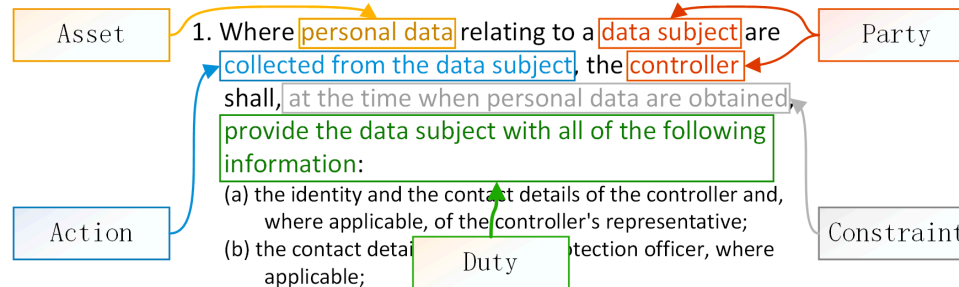 Asset
Party
1. Where personal data relating to a data subject are
collected from the data subject, the controller
shall, at the time when personal data are obtained,
provide the data subject with all of the following
information:
(a) the identity and the contact details of the controller and,
where applicable, of the controller's representative;
(b) the contact officer, where
applicable;
Action
Duty
Constraint